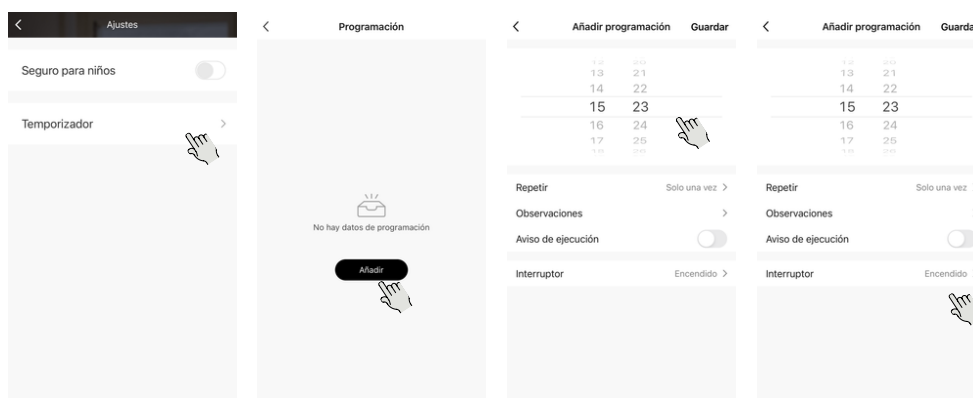 Ajustes
Seguro para niños
Temporizador
Programación
No hay datos de programación
Añadir
Añadir programación Guardar
13 21
14 22
15 23
16 24
17 25
Repetir Solo una vez
Observaciones
Aviso de ejecución
Interruptor Encendido
Añadir programación Guarda
13 21
14 22
15 23
16 24
17 25
Repetir Solo una vez
Observaciones
Aviso de ejecución
Interruptor Encendido